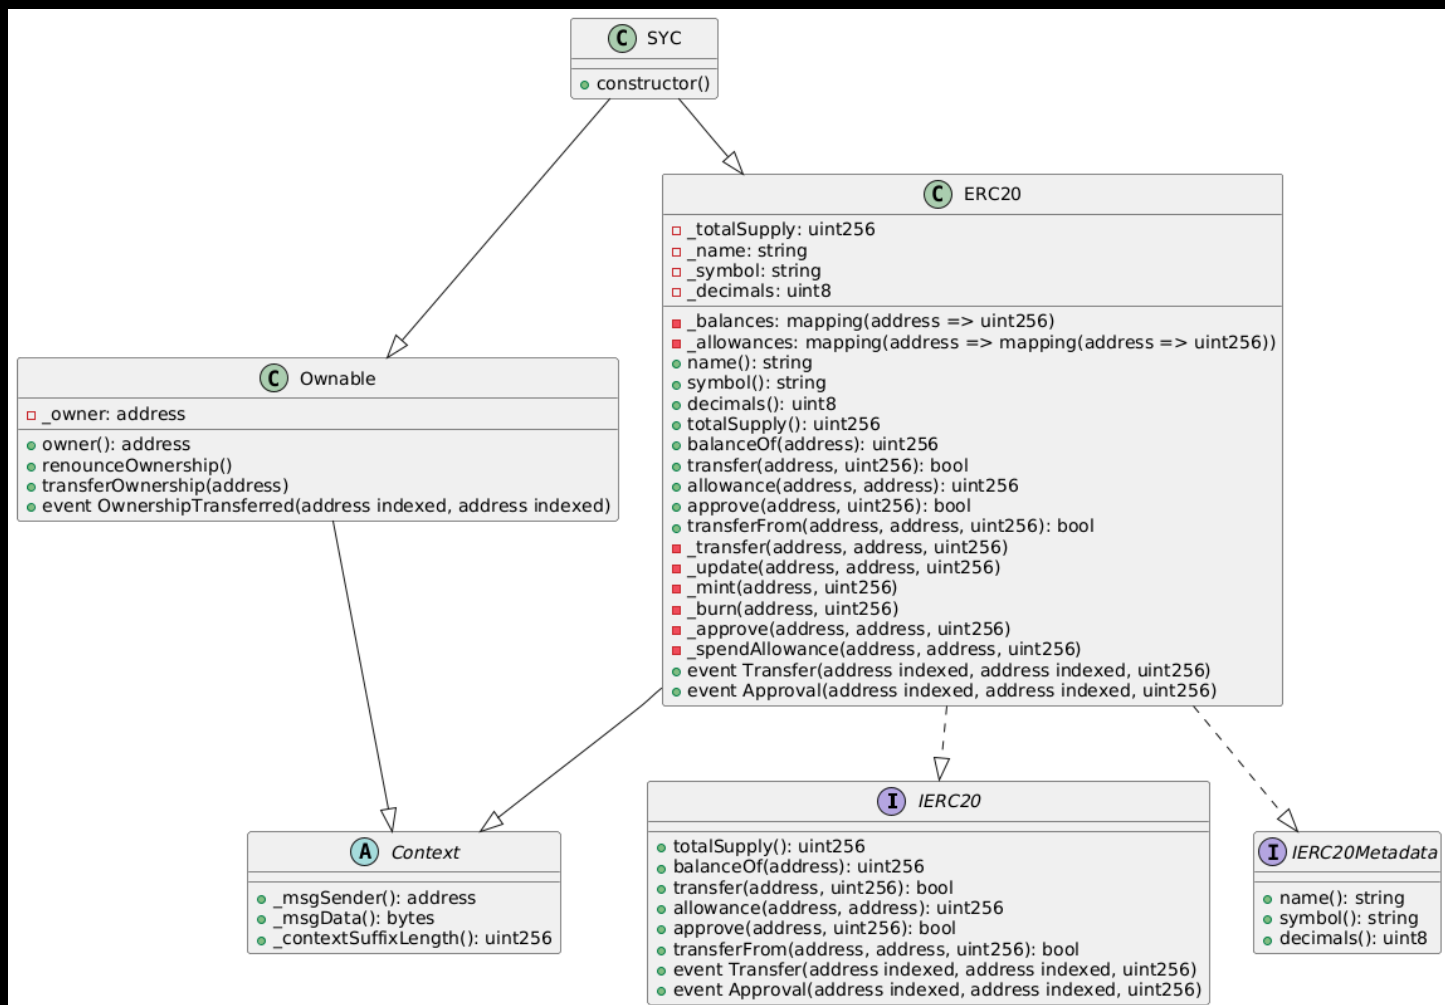 C SYC
constructor()
C ERC20
_totalSupply: uint256
_name: string
_symbol: string
_decimals: uint8
_balances: mapping(address => uint256)
_allowances: mapping(address => mapping(address => uint256))
name(): string
symbol(): string
decimals(): uint8
totalSupply(): uint256
balanceOf(address): uint256
transfer(address, uint256): bool
allowance(address, address): uint256
approve(address, uint256): bool
transferFrom(address, address, uint256): bool
_transfer(address, address, uint256)
_update(address, address, uint256)
_mint(address, uint256)
_burn(address, uint256)
_approve(address, address, uint256)
_spendAllowance(address, address, uint256)
event Transfer(address indexed, address indexed, uint256)
event Approval(address indexed, address indexed, uint256)
C Ownable
_owner: address
owner(): address
renounceOwnership()
transferOwnership(address)
event OwnershipTransferred(address indexed, address indexed)
A Context
_msgSender(): address
_msgData(): bytes
_contextSuffixLength(): uint256
I IERC20
totalSupply(): uint256
balanceOf(address): uint256
transfer(address, uint256): bool
allowance(address, address): uint256
approve(address, uint256): bool
transferFrom(address, address, uint256): bool
event Transfer(address indexed, address indexed, uint256)
event Approval(address indexed, address indexed, uint256)
I IERC20Metadata
name(): string
symbol(): string
decimals(): uint8